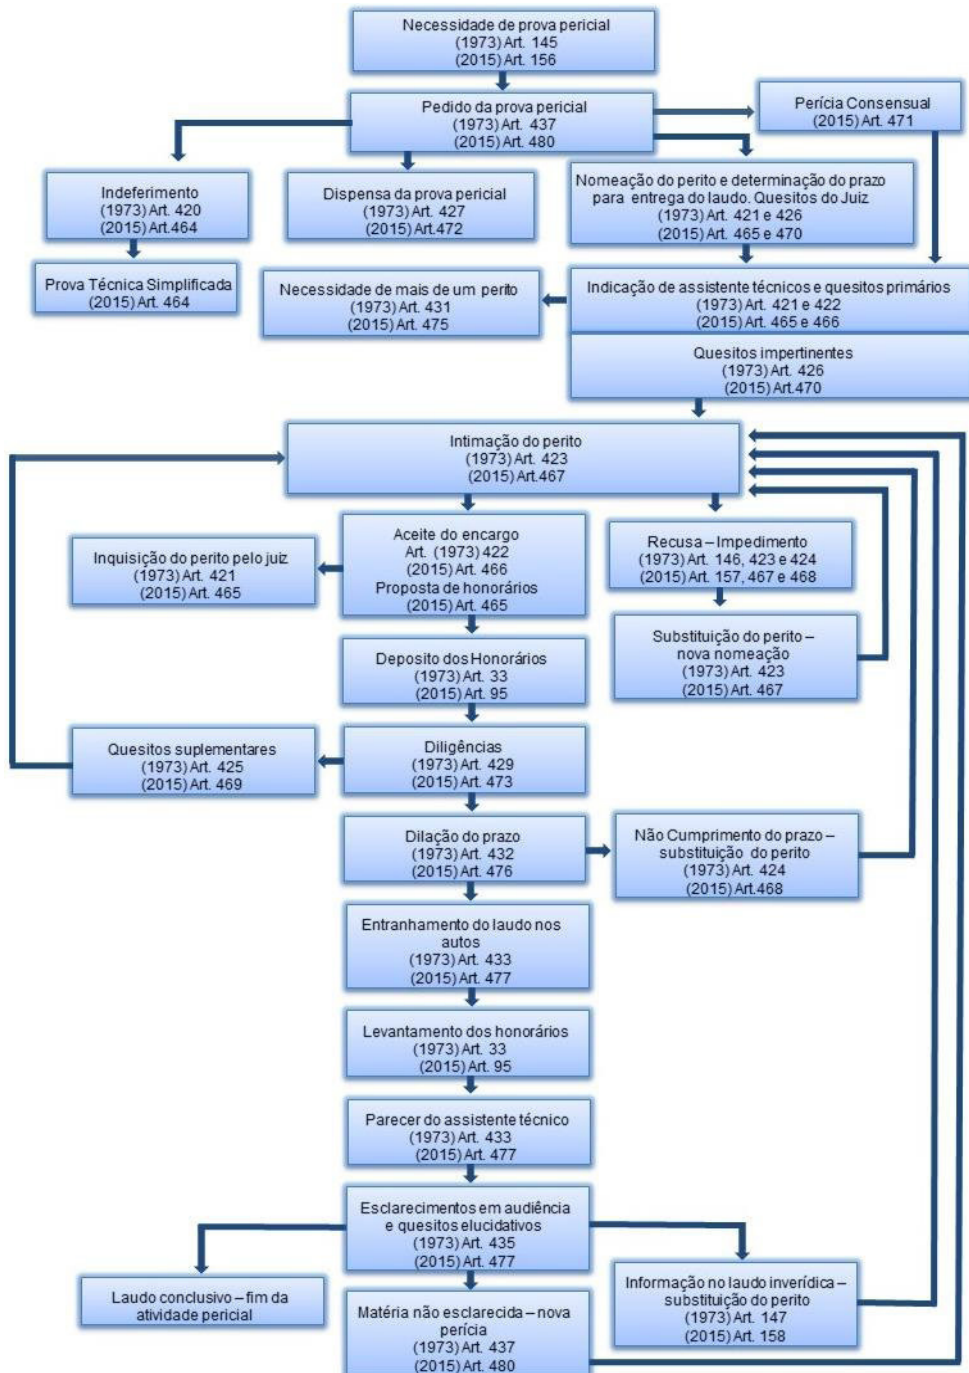 Necessidade de prova pericial
(1973) Art. 145
(2015) Art. 156
Pedido da prova pericial
(1973) Art. 437
(2015) Art. 480
Perícia Consensual
(2015) Art. 471
Indeferimento
(1973) Art. 420
(2015) Art.464
Dispensa da prova pericial
(1973) Art. 427
(2015) Art.472
Nomeação do perito e determinação do prazo
para entrega do laudo. Quesitos do Juiz
(1973) Art. 421 e 426
(2015) Art. 465 e 470
Prova Técnica Simplificada
(2015) Art. 464
Necessidade de mais de um perito
(1973) Art. 431
(2015) Art. 475
Indicação de assistente técnicos e quesitos primários
(1973) Art. 421 e 422
(2015) Art. 465 e 466
Quesitos impertinentes
(1973) Art. 426
(2015) Art.470
Intimação do perito
(1973) Art. 423
(2015) Art.467
Aceite do encargo
Art. (1973) 422
(2015) Art. 466
Proposta de honorários
(2015) Art. 465
Inquisição do perito pelo juiz
(1973) Art. 421
(2015) Art. 465
Recusa – Impedimento
(1973) Art. 146, 423 e 424
(2015) Art. 157, 467 e 468
Substituição do perito –
nova nomeação
(1973) Art. 423
(2015) Art. 467
Deposito dos Honorários
(1973) Art. 33
(2015) Art. 95
Quesitos suplementares
(1973) Art. 425
(2015) Art. 469
Diligências
(1973) Art. 429
(2015) Art. 473
Dilação do prazo
(1973) Art. 432
(2015) Art. 476
Não Cumprimento do prazo –
substituição do perito
(1973) Art. 424
(2015) Art.468
Entranhamento do laudo nos
autos
(1973) Art. 433
(2015) Art. 477
Levantamento dos honorários
(1973) Art. 33
(2015) Art. 95
Parecer do assistente técnico
(1973) Art. 433
(2015) Art. 477
Esclarecimentos em audiência
e quesitos elucidativos
(1973) Art. 435
(2015) Art. 477
Laudo conclusivo – fim da
atividade pericial
Matéria não esclarecida – nova
perícia
(1973) Art. 437
(2015) Art. 480
Informação no laudo inverídica –
substituição do perito
(1973) Art. 147
(2015) Art. 158